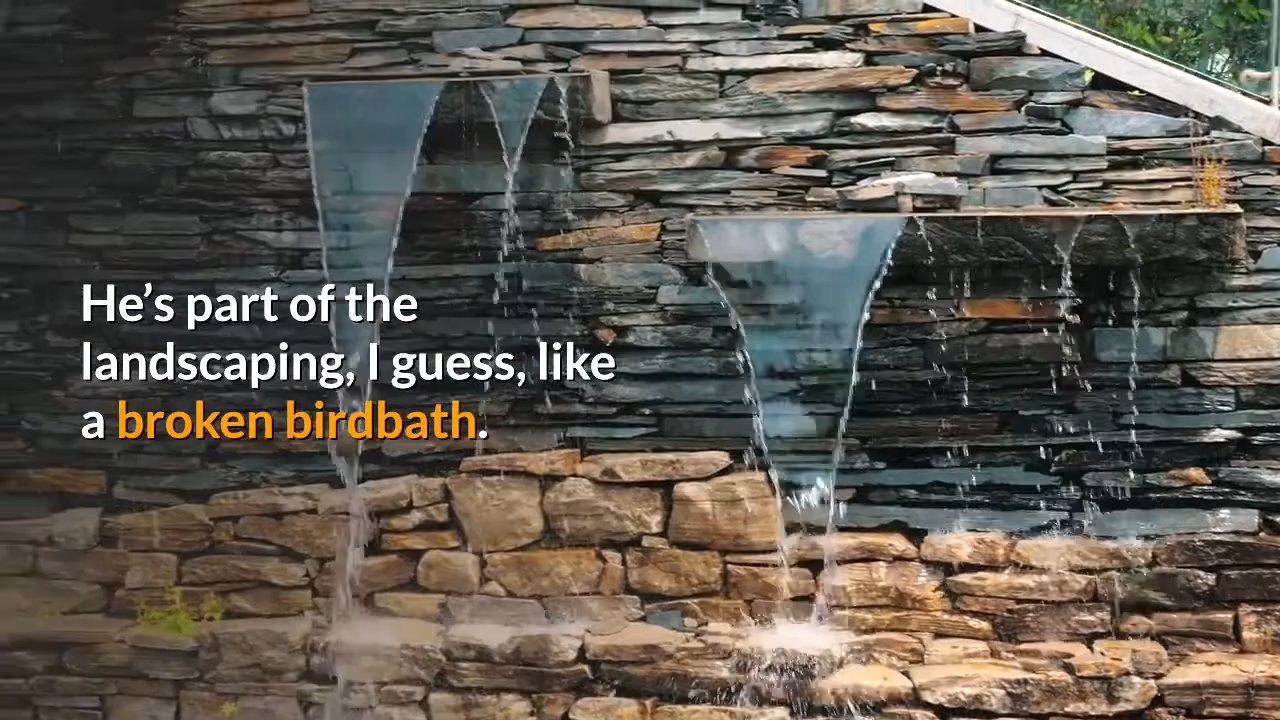 He’s part of the
landscaping, I guess, like
a broken birdbath.